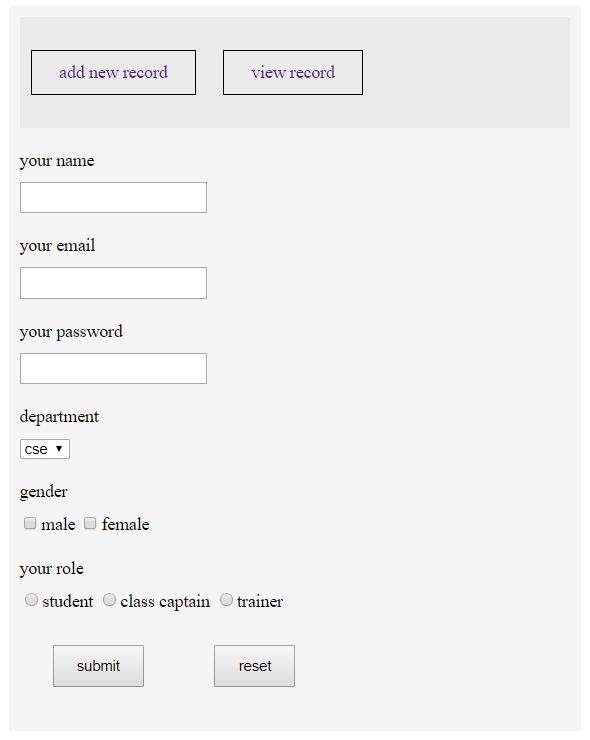 add new record view record
your name
your email
your password
department
cse
gender
male female
your role
student class captain trainer
submit reset